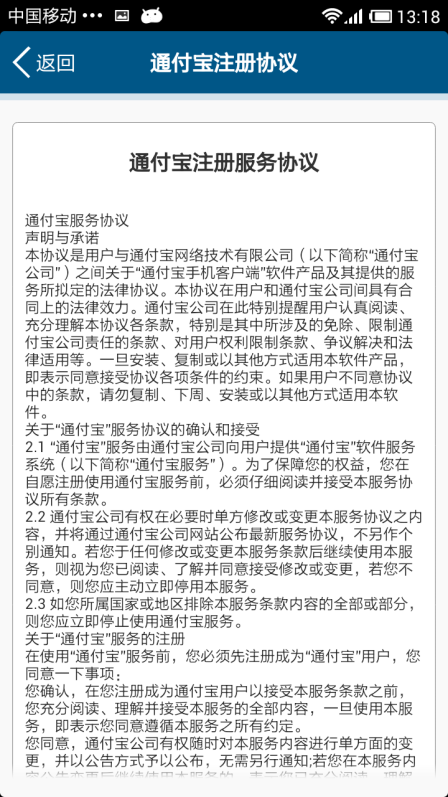 中国移动 ••• 13:18
返回 通付宝注册协议
通付宝注册服务协议
通付宝服务协议
声明与承诺
本协议是用户与通付宝网络技术有限公司（以下简称“通付宝
公司”）之间关于“通付宝手机客户端”软件产品及其提供的服
务所拟定的法律协议。本协议在用户和通付宝公司间具有合
同上的法律效力。通付宝公司在此特别提醒用户认真阅读、
充分理解本协议各条款，特别是其中所涉及的免除、限制通
付宝公司责任的条款、对用户权利限制条款、争议解决和法
律适用等。一旦安装、复制或以其他方式适用本软件产品，
即表示同意接受协议各项条件的约束。如果用户不同意协议
中的条款，请勿复制、下周、安装或以其他方式适用本软
件。
关于“通付宝”服务协议的确认和接受
2.1 “通付宝”服务由通付宝公司向用户提供“通付宝”软件服务
系统（以下简称“通付宝服务”）。为了保障您的权益，您在
自愿注册使用通付宝服务前，必须仔细阅读并接受本服务协
议所有条款。
2.2 通付宝公司有权在必要时单方修改或变更本服务协议之内
容，并将通过通付宝公司网站公布最新服务协议，不另作个
别通知。若您于任何修改或变更本服务条款后继续使用本服
务，则视为您已阅读、了解并同意接受修改或变更，若您不
同意，则您应主动立即停用本服务。
2.3 如您所属国家或地区排除本服务条款内容的全部或部分，
则您应立即停止使用通付宝服务。
关于“通付宝”服务的注册
在使用“通付宝”服务前，您必须先注册成为“通付宝”用户，您
同意一下事项：
您确认，在您注册成为通付宝用户以接受本服务条款之前，
您充分阅读、理解并接受本服务的全部内容，一旦使用本服
务，即表示您同意遵循本服务之所有约定。
您同意，通付宝公司有权随时对本服务内容进行单方面的变
更，并以公告方式予以公布，无需另行通知;若您在本服务内
容公告变更后继续使用本服务的，表示您已充分阅读、理解